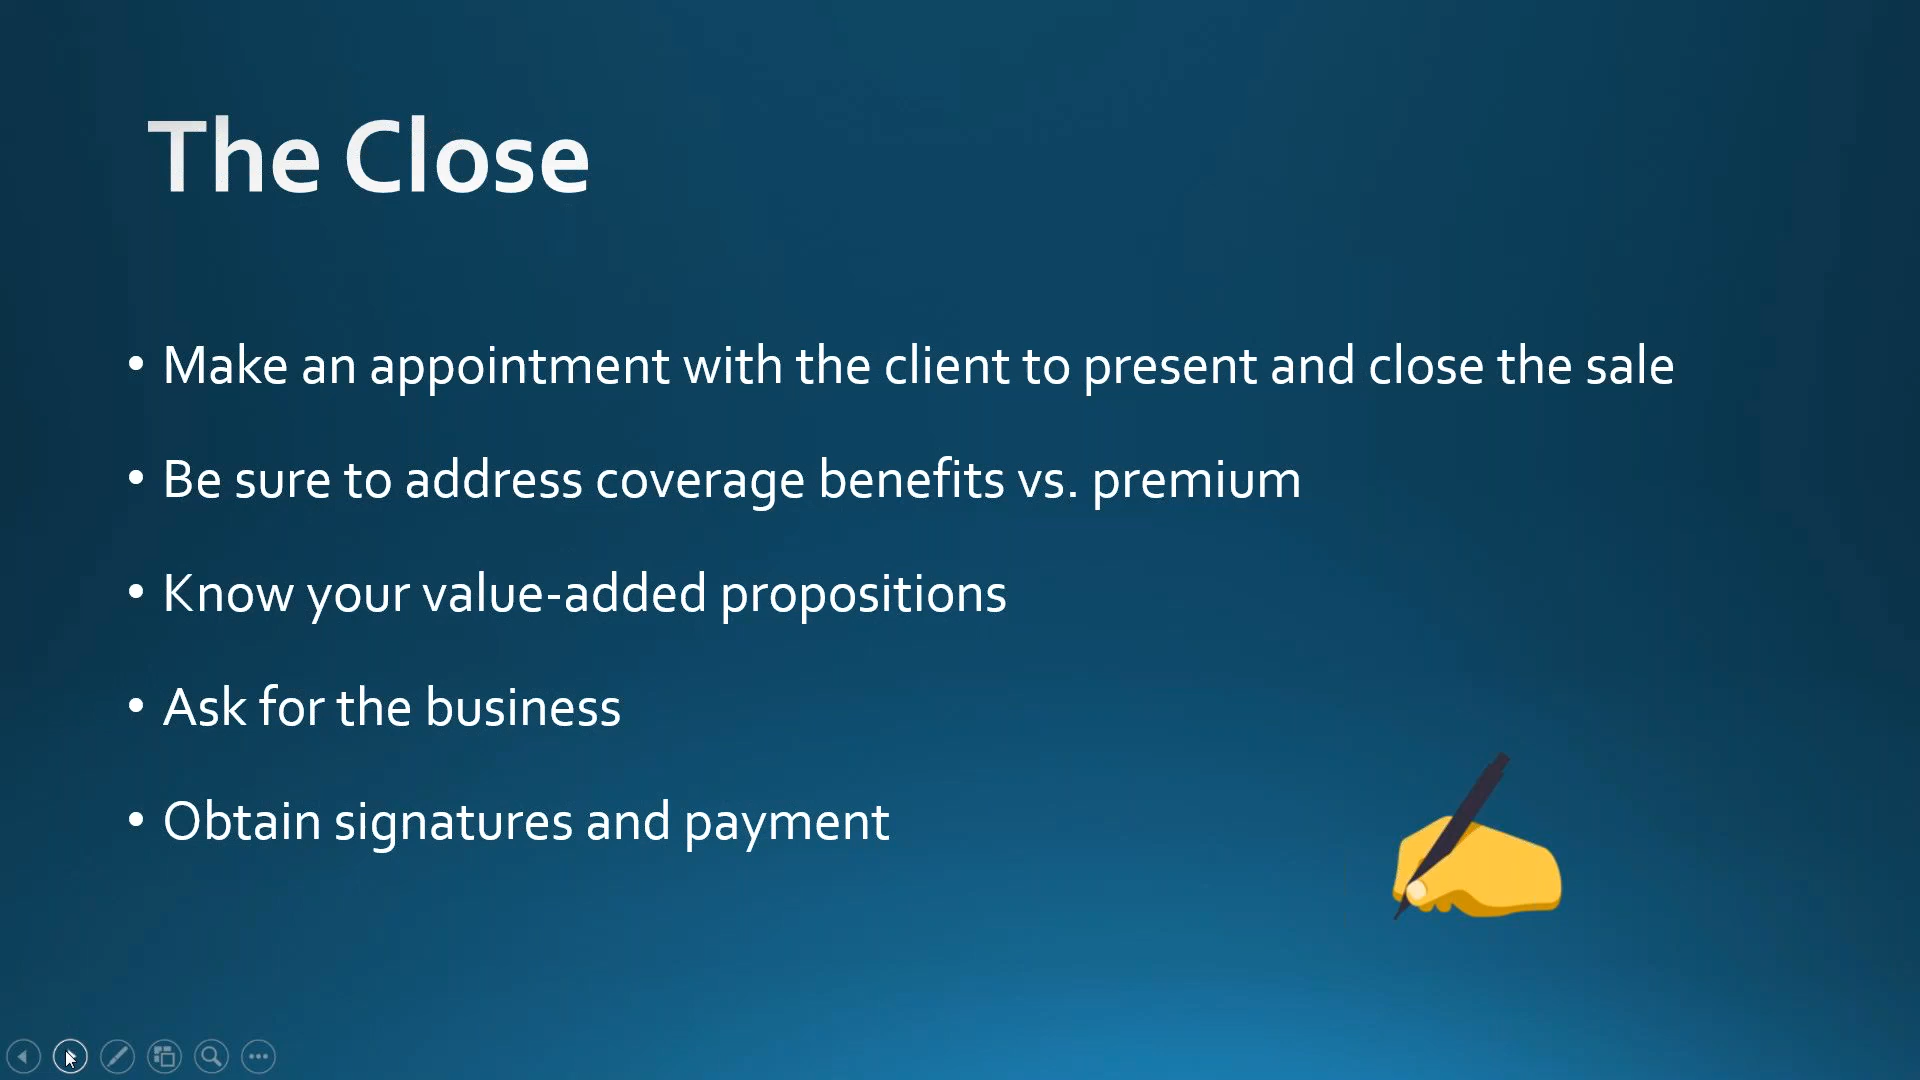 The Close
• Make an appointment with the client to present and close the sale
• Be sure to address coverage benefits vs. premium
• Know your value-added propositions
• Ask for the business
• Obtain signatures and payment